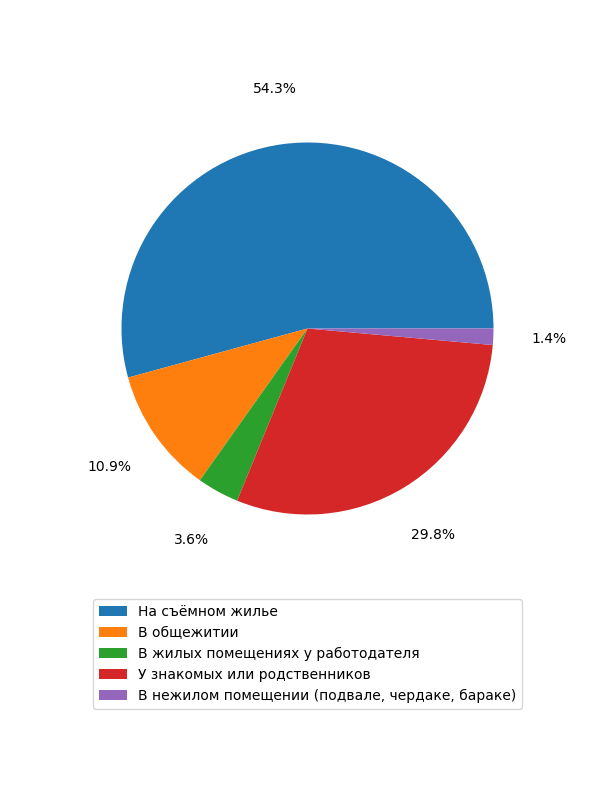 54.3%
1.4%
10.9%
29.8%
3.6%
На съёмном жилье
В общежитии
В жилых помещениях у работодателя
У знакомых или родственников
В нежилом помещении (подвале, чердаке, бараке)